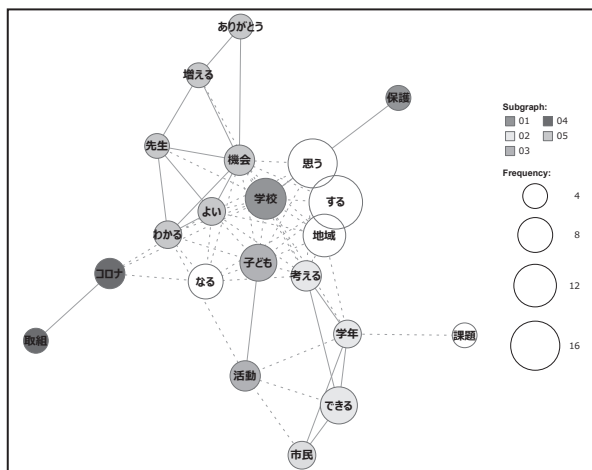 ありがとう
増える
保護
先生
機会
思う
学校
する
よい
わかる
地域
子ども
コロナ
なる
考える
取組
学年
課題
活動
できる
市民
Subgraph:
01 04
02 05
03
Frequency:
4
8
12
16